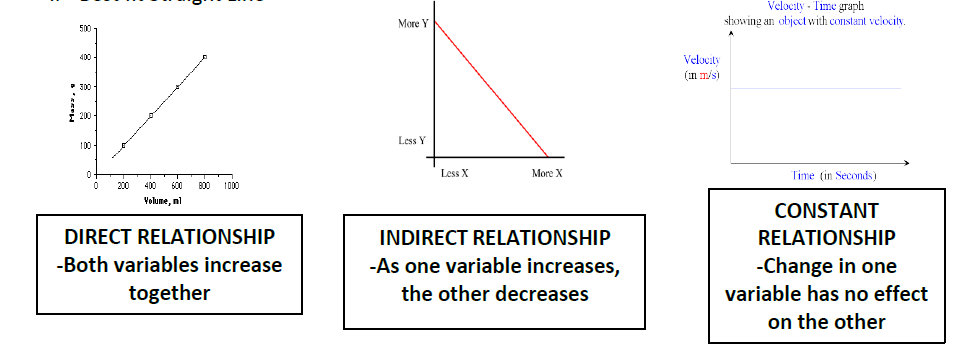 Best fit Straight Line
500
400
300
200
100
0
0 200 400 600 800 1000
Volume, ml
More Y
Less Y
Less X More X
Velocity - Time graph
showing an object with constant velocity.
Velocity
(in m/s)
Time (in Seconds)
DIRECT RELATIONSHIP
-Both variables increase
together
INDIRECT RELATIONSHIP
-As one variable increases,
the other decreases
CONSTANT
RELATIONSHIP
-Change in one
variable has no effect
on the other